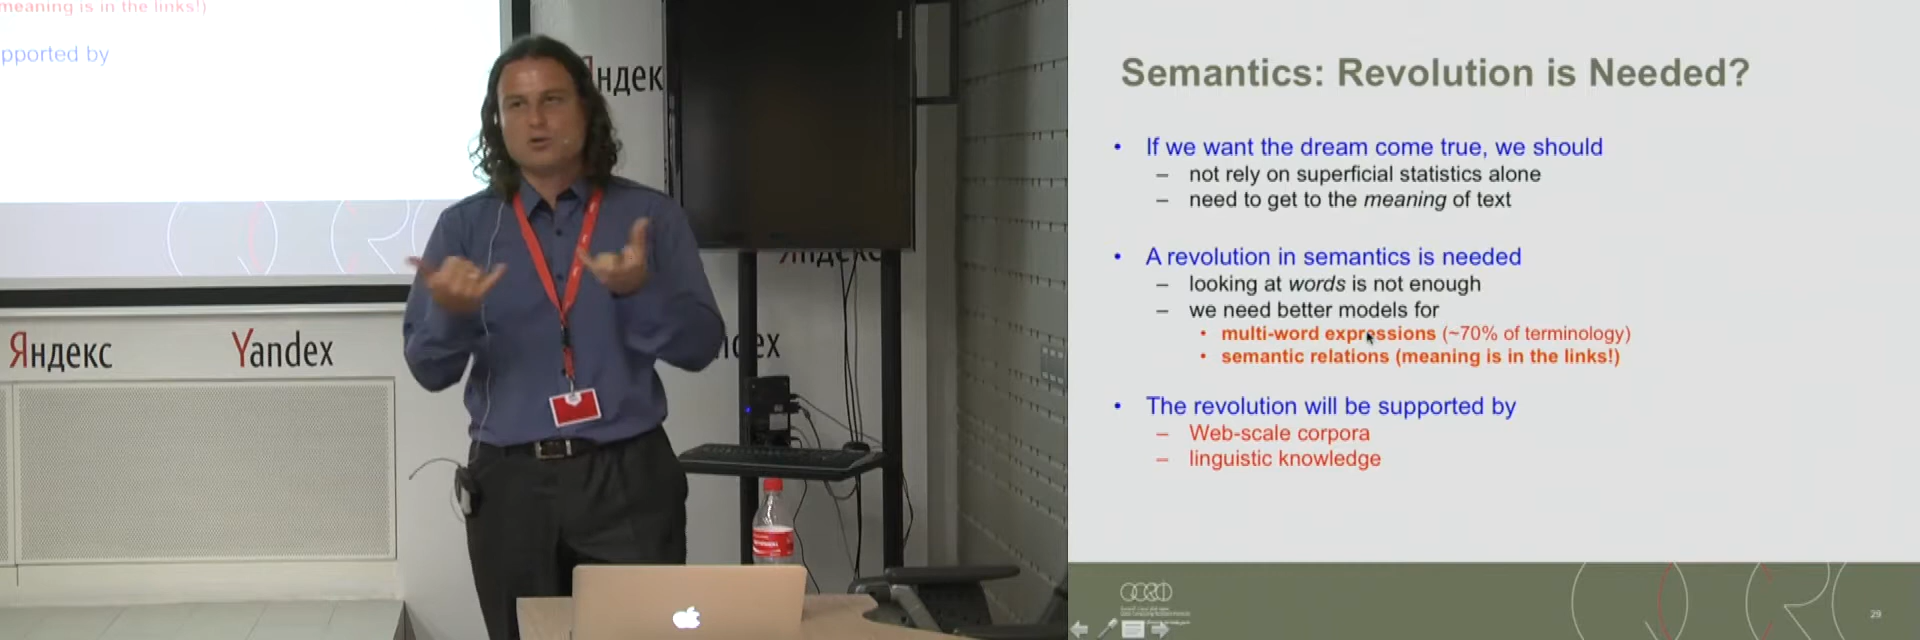 meaning is in the links!)
pported by
ндек
Яндекс
Yandex
ndex
Semantics: Revolution is Needed?
• If we want the dream come true, we should
– not rely on superficial statistics alone
– need to get to the meaning of text
• A revolution in semantics is needed
– looking at words is not enough
– we need better models for
• multi-word expressions (~70% of terminology)
• semantic relations (meaning is in the links!)
• The revolution will be supported by
– Web-scale corpora
– linguistic knowledge
29